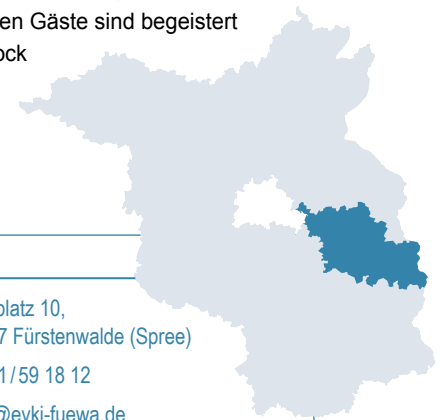 en Gäste sind begeistert
ock
platz 10,
7 Fürstenwalde (Spree)
1/59 18 12
@evki-fuewa.de